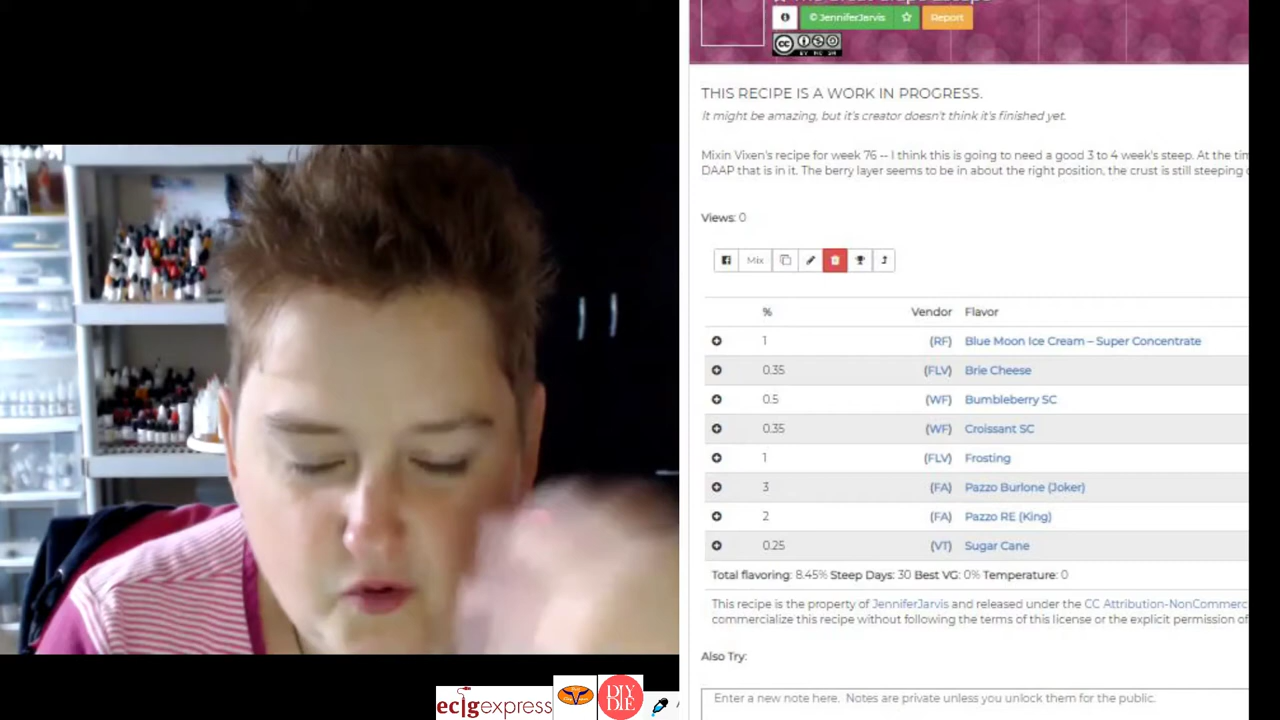 © JenniferJarvis
Report
cc
BY NC SA
THIS RECIPE IS A WORK IN PROGRESS.
It might be amazing, but it's creator doesn't think it's finished yet.
Mixin Vixen's recipe for week 76 -- I think this is going to need a good 3 to 4 week's steep. At the
DAAP that is in it. The berry layer seems to be in about the right position, the crust is still steeping
Views: 0
Mix
% Vendor Flavor
1 (RF) Blue Moon Ice Cream – Super Concentrate
0.35 (FLV) Brie Cheese
0.5 (WF) Bumbleberry SC
0.35 (WF) Croissant SC
1 (FLV) Frosting
3 (FA) Pazzo Burlone (Joker)
2 (FA) Pazzo RE (King)
0.25 (VT) Sugar Cane
Total flavoring: 8.45% Steep Days: 30 Best VG: 0% Temperature: 0
This recipe is the property of JenniferJarvis and released under the CC Attribution-NonCommerc
commercialize this recipe without following the terms of this license or the explicit permission of
Also Try:
Enter a new note here. Notes are private unless you unlock them for the public.
ecigexpress
DIY
DIE